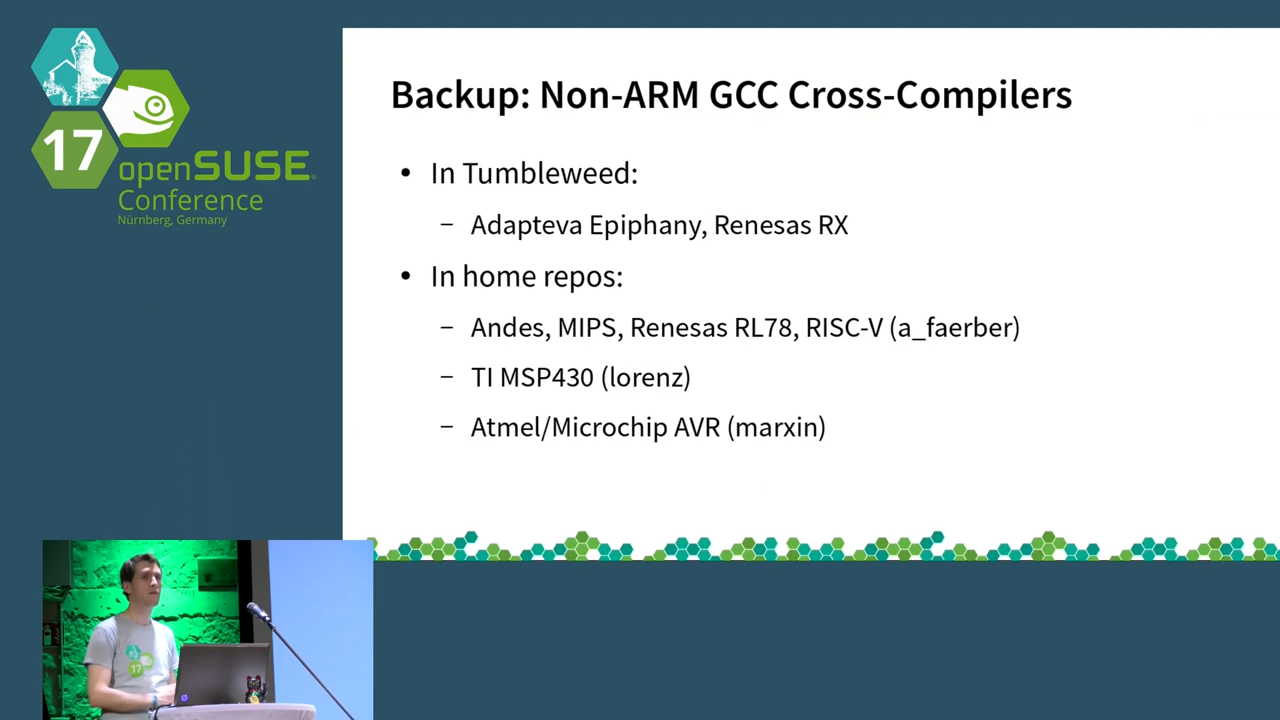 17
openSUSE
Conference
Nürnberg, Germany
Backup: Non-ARM GCC Cross-Compilers
• In Tumbleweed:
– Adapteva Epiphany, Renesas RX
• In home repos:
– Andes, MIPS, Renesas RL78, RISC-V (a_faerber)
– TI MSP430 (lorenz)
– Atmel/Microchip AVR (marxin)
17